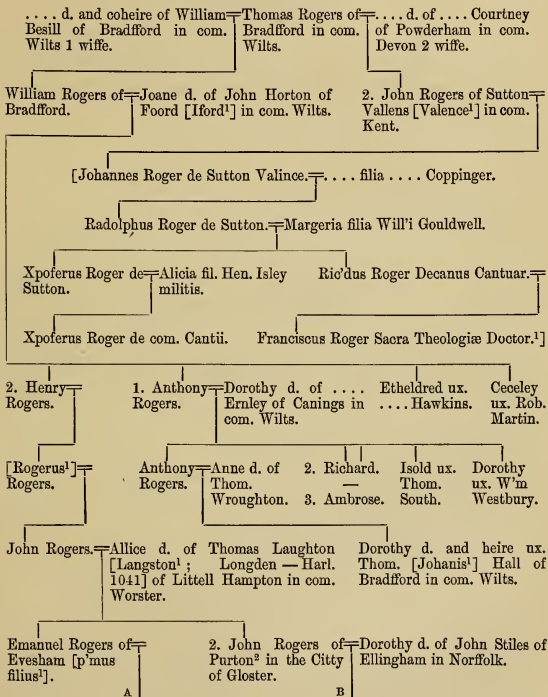 . . . . d. and coheire of William
Besill of Bradfford in com.
Wilts 1 wiffe.
Thomas Rogers of
Bradfford in com.
Wilts.
. . . . d. of . . . . Courtney
of Powderham in com.
Devon 2 wiffe.
William Rogers of
Bradfford.
Joane d. of John Horton of
Foord [Iford¹] in com. Wilts.
2. John Rogers of Sutton
Vallens [Valence¹] in com.
Kent.
[Johannes Roger de Sutton Valince.
. . . . filia . . . . Coppinger.
Radolphus Roger de Sutton.
Margeria filia Will'i Gouldwell.
Xpoferus Roger de
Sutton.
Alicia fil. Hen. Isley
militis.
Ric'dus Roger Decanus Cantuar.
Xpoferus Roger de com. Cantii.
Franciscus Roger Sacra Theologiæ Doctor.¹]
2. Henry
Rogers.
1. Anthony
Rogers.
Dorothy d. of . . . .
Ernley of Canings in
com. Wilts.
Etheldred ux.
. . . . Hawkins.
Ceceley
ux. Rob.
Martin.
[Rogerus¹]
Rogers.
Anthony
Rogers.
Anne d. of
Thom.
Wroughton.
2. Richard.
—
3. Ambrose.
Isold ux.
Thom.
South.
Dorothy
ux. W'm
Westbury.
John Rogers.
Allice d. of Thomas Laughton
[Langston¹ ; Longden — Harl.
1041] of Littell Hampton in com.
Worster.
Dorothy d. and heire ux.
Thom. [Johanis¹] Hall of
Bradfford in com. Wilts.
Emanuel Rogers of
Evesham [p'mus
filius¹].
A
2. John Rogers of
Purton² in the Citty
of Gloster.
B
Dorothy d. of John Stiles of
Ellingham in Norffolk.